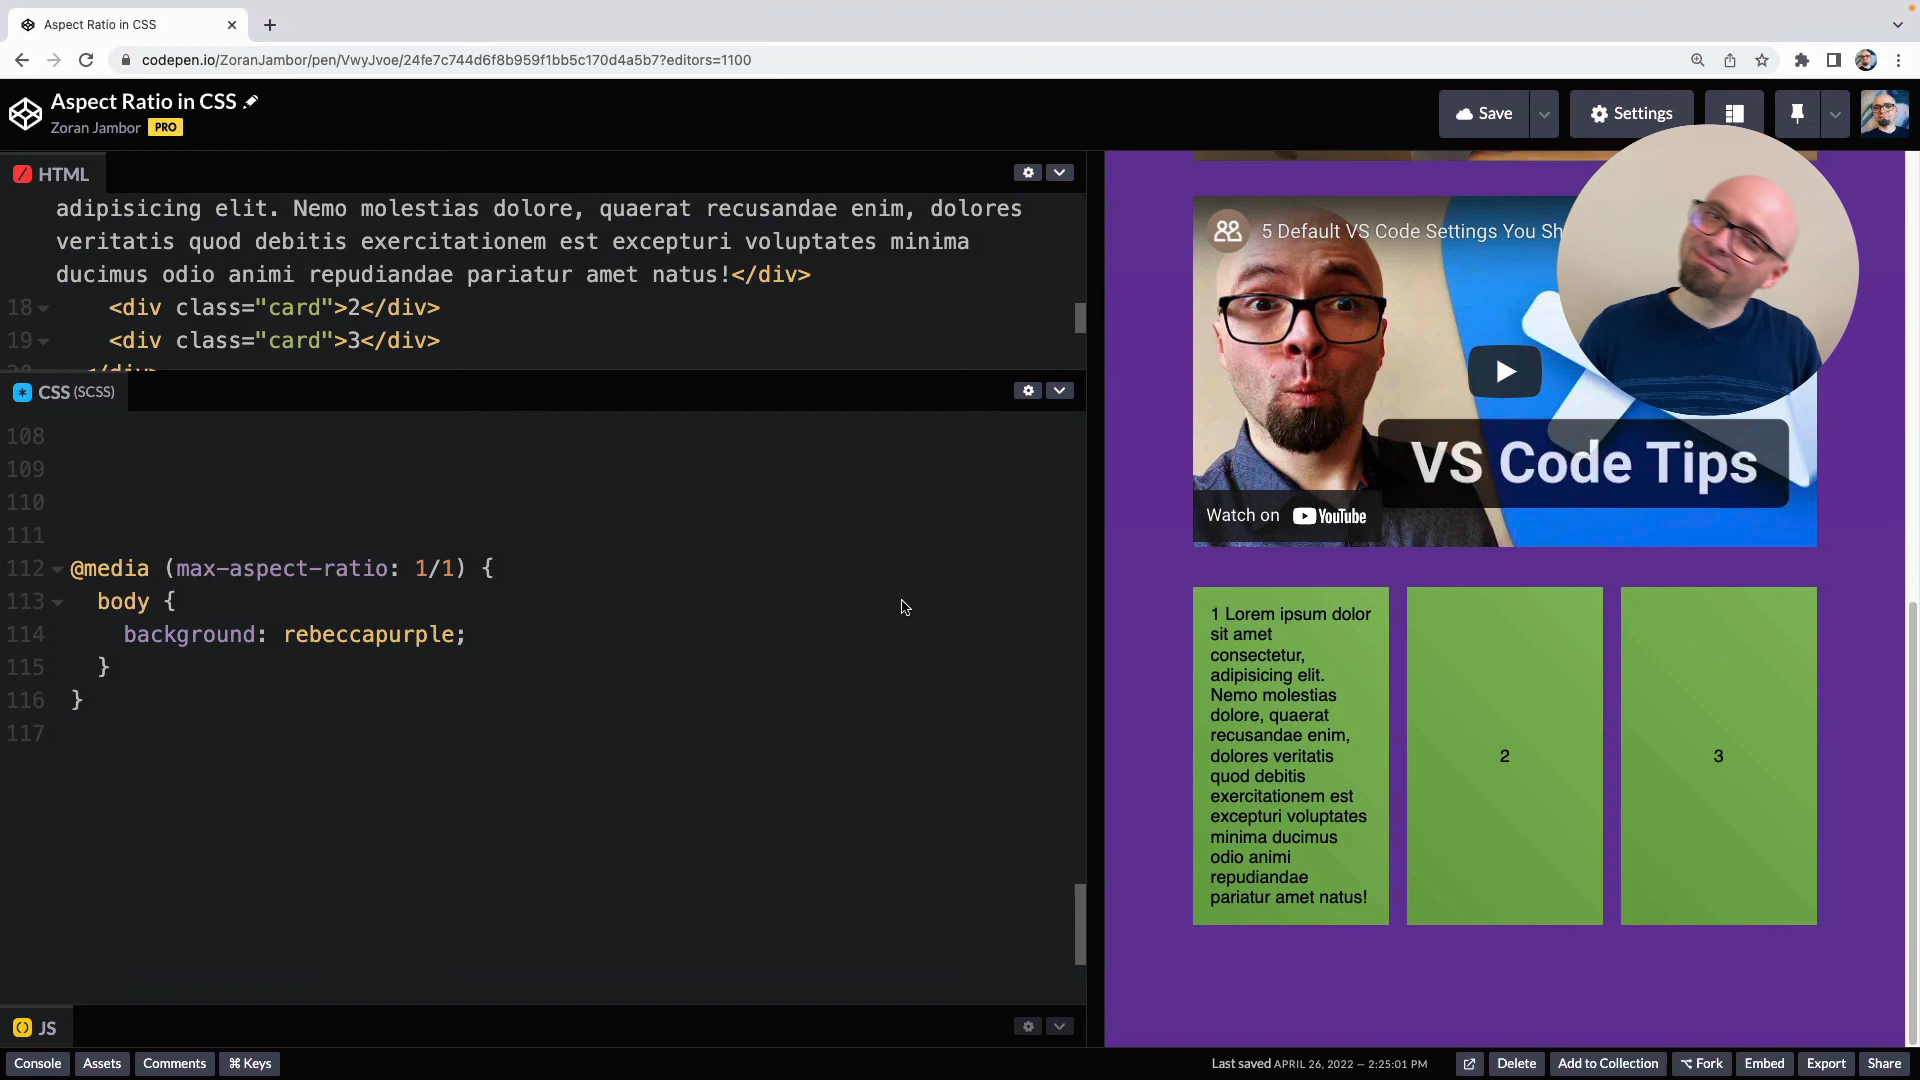 Aspect Ratio in CSS
codepen.io/ZoranJambor/pen/VwyJvoe/24fe7c744d6f8b959f1bb5c170d4a5b7?editors=1100
Aspect Ratio in CSS
Zoran Jambor PRO
Save
Settings
HTML
adipisicing elit. Nemo molestias dolore, quaerat recusandae enim, dolores
veritatis quod debitis exercitationem est excepturi voluptates minima
ducimus odio animi repudiandae pariatur amet natus!</div>
18 <div class="card">2</div>
19 <div class="card">3</div>
20 </div>
CSS (SCSS)
108
109
110
111
112 @media (max-aspect-ratio: 1/1) {
113 body {
114 background: rebeccapurple;
115 }
116 }
117
JS
5 Default VS Code Settings You Sh
VS Code Tips
Watch on YouTube
1 Lorem ipsum dolor
sit amet
consectetur,
adipisicing elit.
Nemo molestias
dolore, quaerat
recusandae enim,
dolores veritatis
quod debitis
exercitationem est
excepturi voluptates
minima ducimus
odio animi
repudiandae
pariatur amet natus!
2
3
Console
Assets
Comments
⌘ Keys
Last saved APRIL 26, 2022 — 2:25:01 PM
Delete
Add to Collection
⌥ Fork
Embed
Export
Share